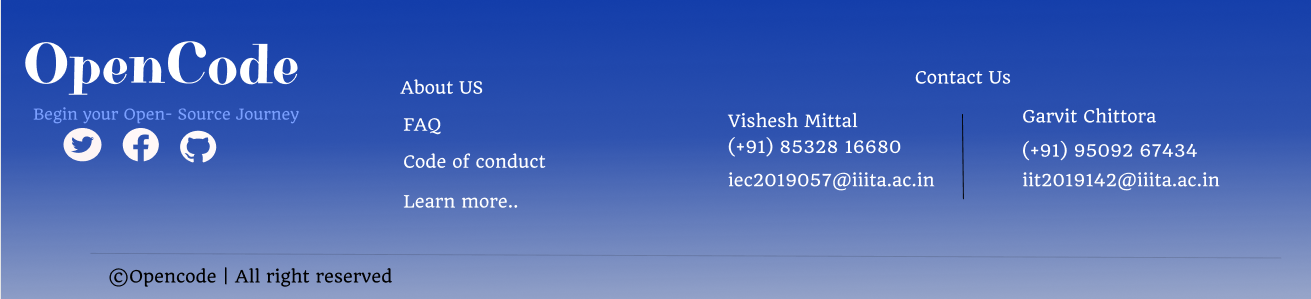 OpenCode
Begin your Open- Source Journey
About US
FAQ
Code of conduct
Learn more..
Contact Us
Vishesh Mittal
(+91) 85328 16680
iec2019057@iiita.ac.in
Garvit Chittora
(+91) 95092 67434
iit2019142@iiita.ac.in
©Opencode | All right reserved